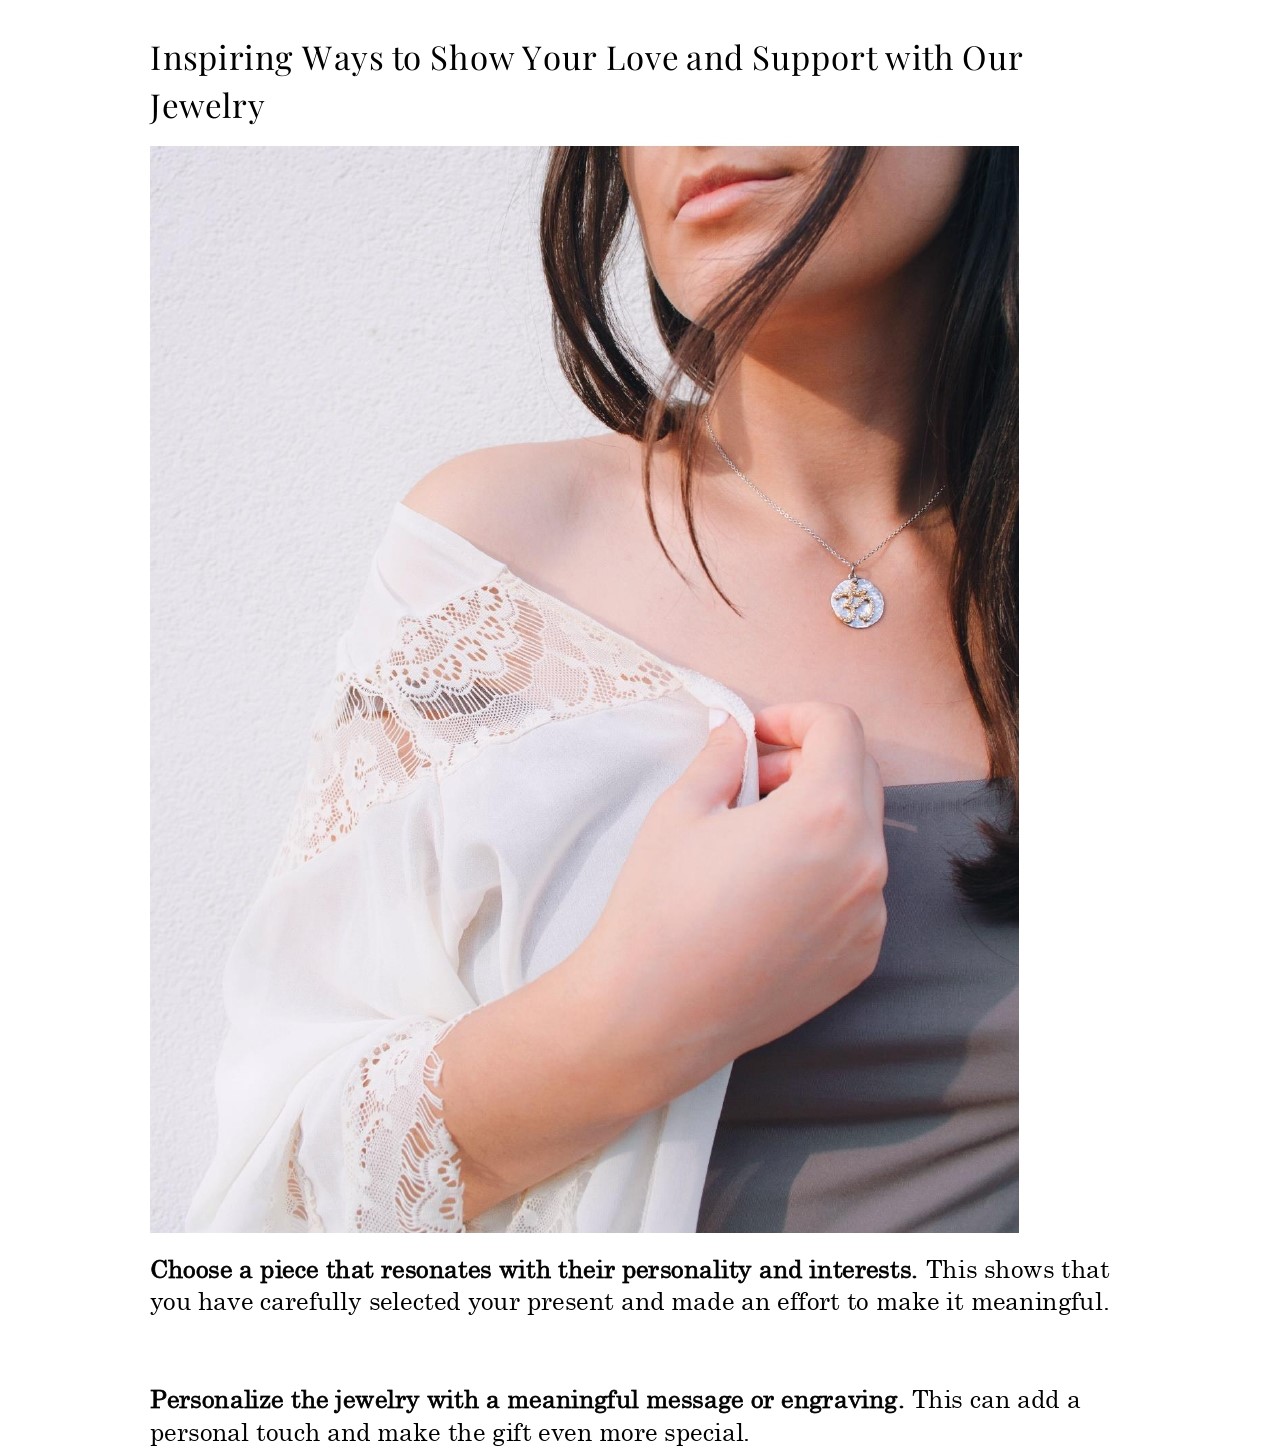 Inspiring Ways to Show Your Love and Support with Our
Jewelry
Choose a piece that resonates with their personality and interests. This shows that
you have carefully selected your present and made an effort to make it meaningful.
Personalize the jewelry with a meaningful message or engraving. This can add a
personal touch and make the gift even more special.